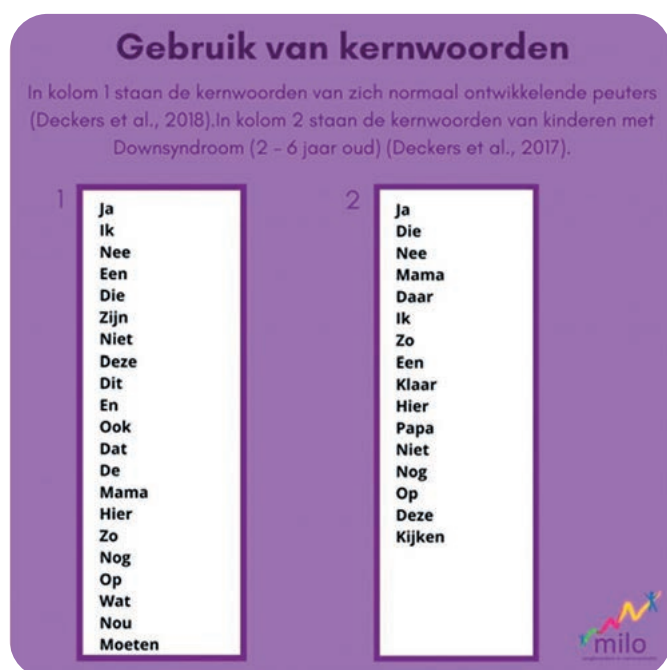 Gebruik van kernwoorden
In kolom 1 staan de kernwoorden van zich normaal ontwikkelende peuters
(Deckers et al., 2018).In kolom 2 staan de kernwoorden van kinderen met
Downsyndroom (2 - 6 jaar oud) (Deckers et al., 2017).
1
Ja
Ik
Nee
Een
Die
Zijn
Niet
Deze
Dit
En
Ook
Dat
De
Mama
Hier
Zo
Nog
Op
Wat
Nou
Moeten
2
Ja
Die
Nee
Mama
Daar
Ik
Zo
Een
Klaar
Hier
Papa
Niet
Nog
Op
Deze
Kijken
milo